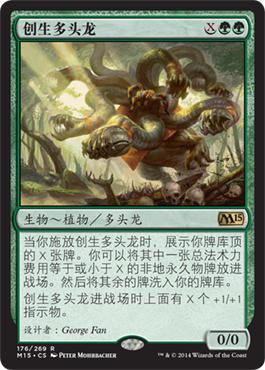 创生多头龙 X
生物~植物／多头龙 M15
当你施放创生多头龙时，展示你牌库顶
的 X 张牌。你可以将其中一张总法术力
费用等于或小于 X 的非地永久物牌放进
战场。然后将其余的牌洗入你的牌库。
创生多头龙进战场时上面有 X 个 +1/+1
指示物。
设计者：George Fan
0/0
176/269 R
M15 • CS PETER MOHRBACHER ™ & © 2014 Wizards of the Coast